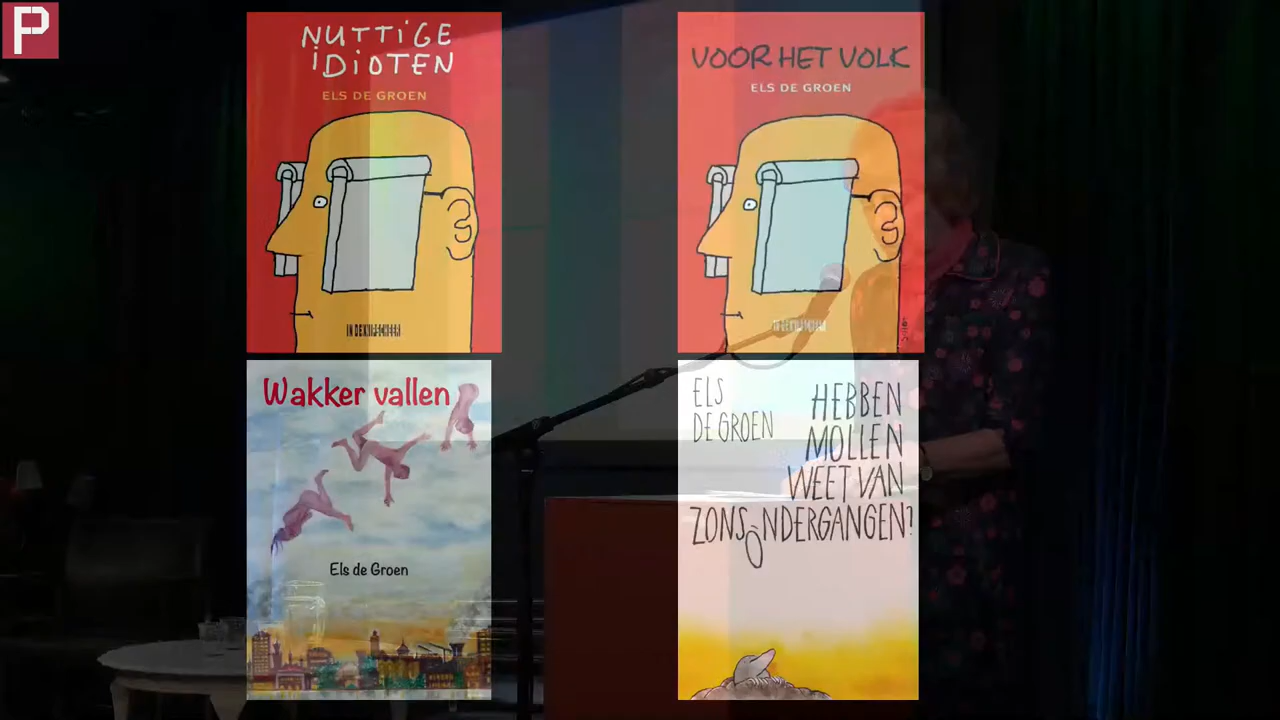 P
NUTTiGE
iDiOTEN
ELS DE GROEN
VOOR HET VOLK
ELS DE GROEN
Wakker vallen
Els de Groen
ELS
DE GROEN
HEBBEN
MOLLEN
WEET VAN
ZONSONDERGANGEN?